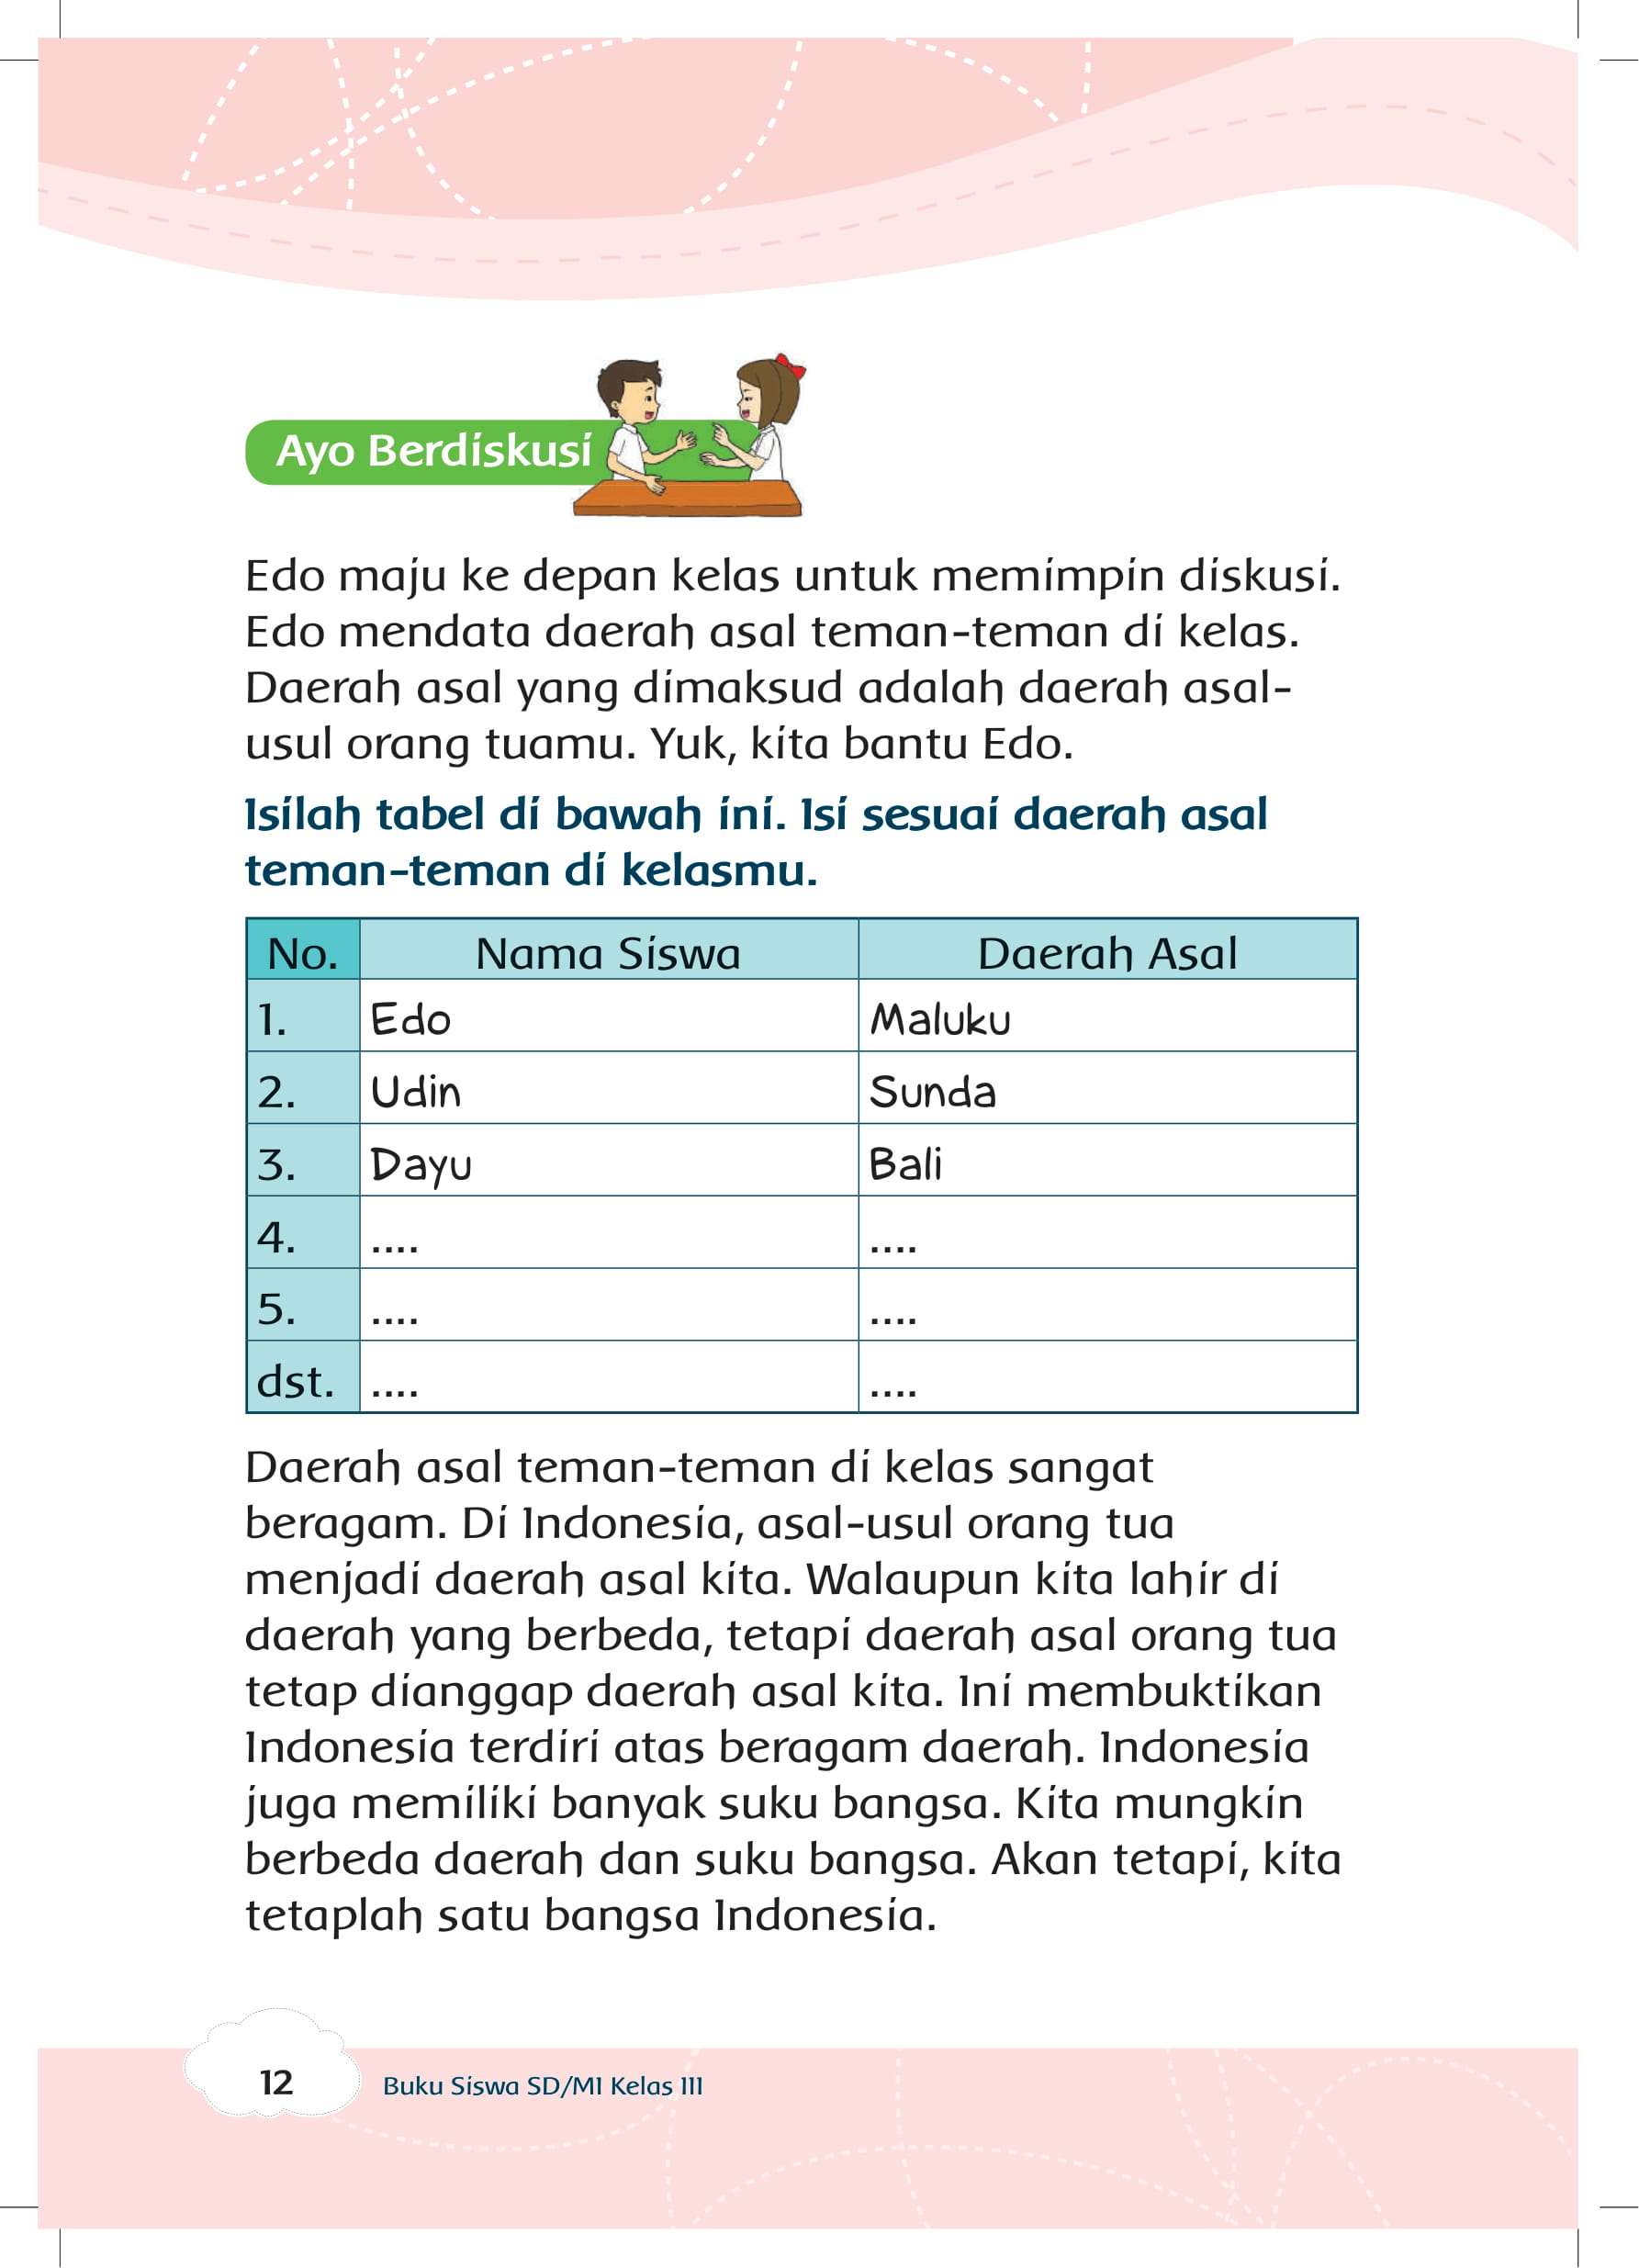 Ayo Berdiskusi
Edo maju ke depan kelas untuk memimpin diskusi.
Edo mendata daerah asal teman-teman di kelas.
Daerah asal yang dimaksud adalah daerah asal-
usul orang tuamu. Yuk, kita bantu Edo.
Isilah tabel di bawah ini. Isi sesuai daerah asal
teman-teman di kelasmu.
No. Nama Siswa Daerah Asal
1. Edo Maluku
2. Udin Sunda
3. Dayu Bali
4. .... ....
5. .... ....
dst. .... ....
Daerah asal teman-teman di kelas sangat
beragam. Di Indonesia, asal-usul orang tua
menjadi daerah asal kita. Walaupun kita lahir di
daerah yang berbeda, tetapi daerah asal orang tua
tetap dianggap daerah asal kita. Ini membuktikan
Indonesia terdiri atas beragam daerah. Indonesia
juga memiliki banyak suku bangsa. Kita mungkin
berbeda daerah dan suku bangsa. Akan tetapi, kita
tetaplah satu bangsa Indonesia.
12 Buku Siswa SD/MI Kelas III